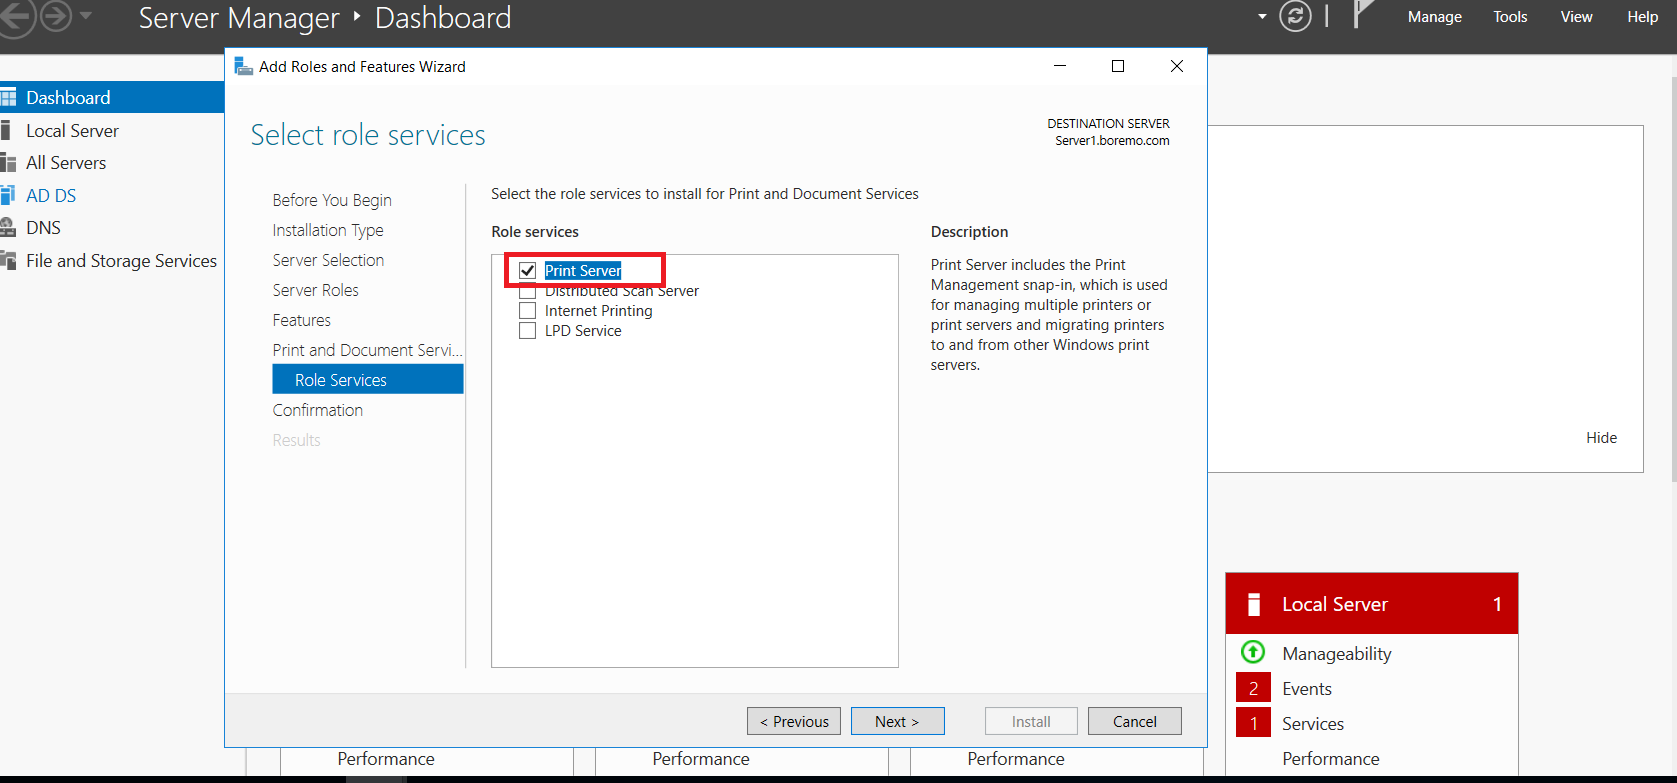 Server Manager ‣ Dashboard
Manage Tools View Help
Dashboard
Local Server
All Servers
AD DS
DNS
File and Storage Services
Add Roles and Features Wizard
Select role services
DESTINATION SERVER
Server1.boremo.com
Before You Begin
Installation Type
Server Selection
Server Roles
Features
Print and Document Servi...
Role Services
Confirmation
Results
Select the role services to install for Print and Document Services
Role services
Print Server
Distributed Scan Server
Internet Printing
LPD Service
Description
Print Server includes the Print
Management snap-in, which is used
for managing multiple printers or
print servers and migrating printers
to and from other Windows print
servers.
< Previous
Next >
Install
Cancel
Hide
Local Server 1
Manageability
2 Events
1 Services
Performance
Performance
Performance
Performance